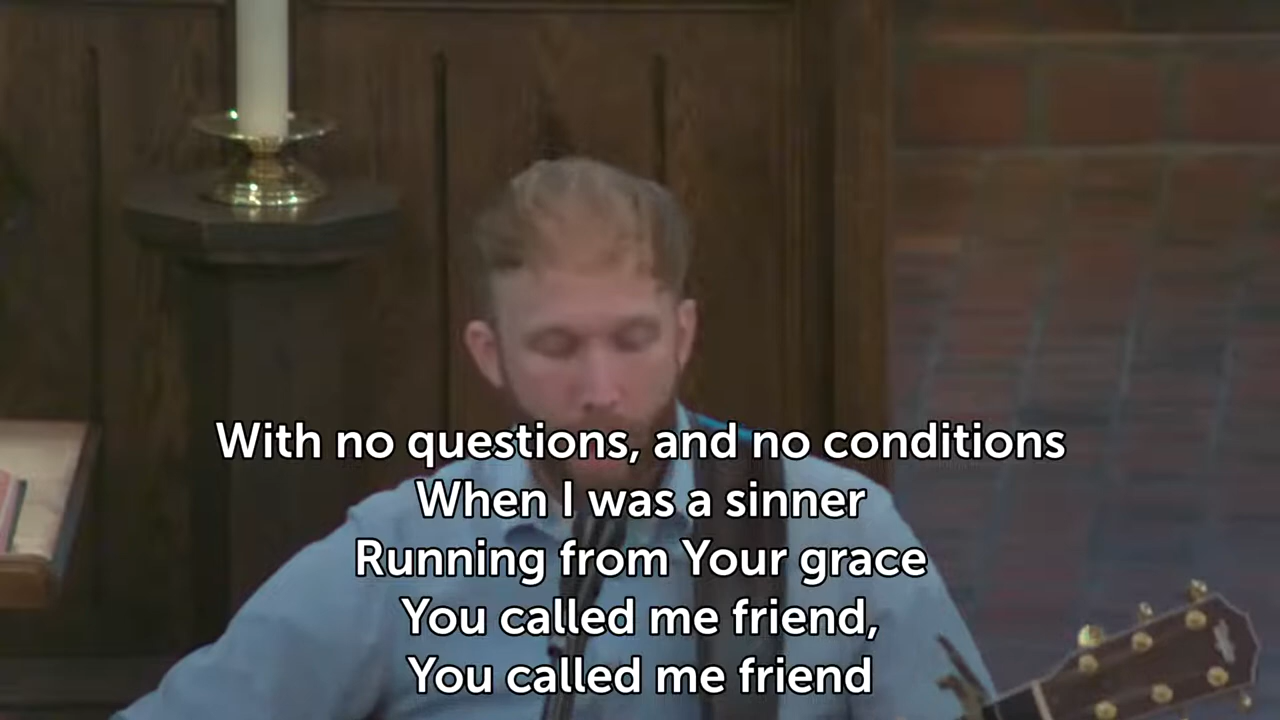 With no questions, and no conditions
When I was a sinner
Running from Your grace
You called me friend,
You called me friend